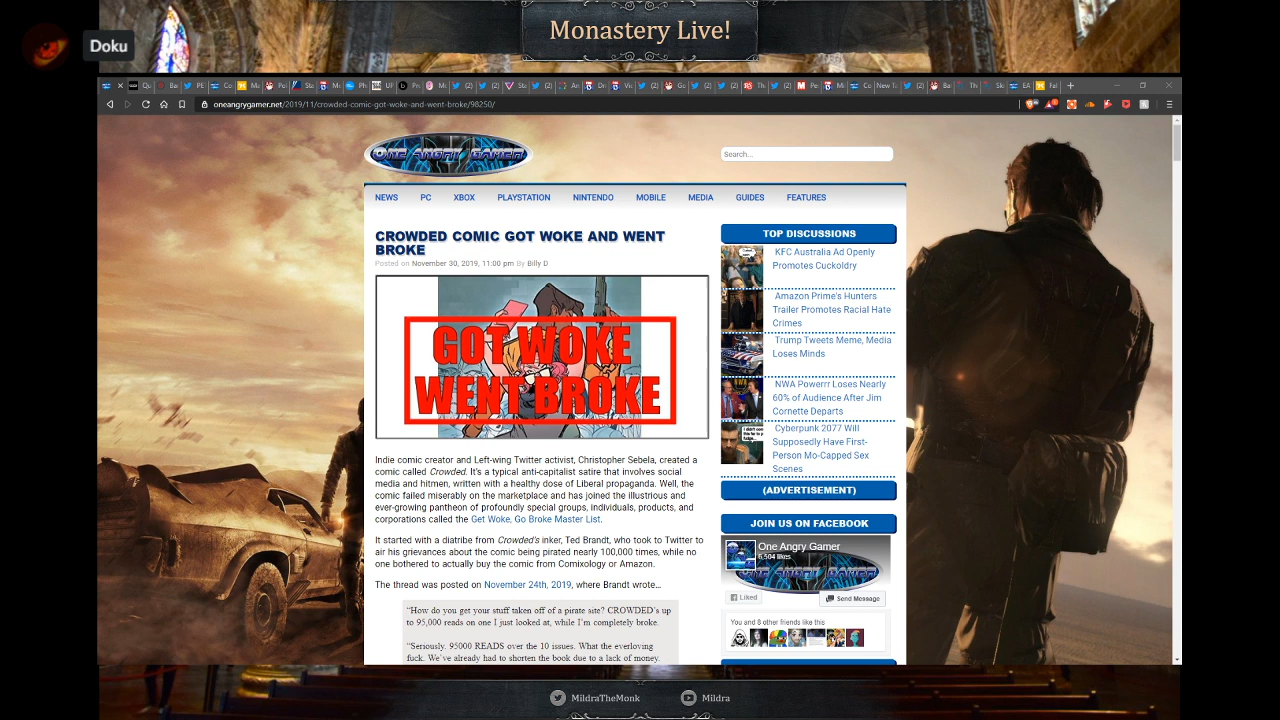 Monastery Live!
Doku
oneangrygamer.net/2019/11/crowded-comic-got-woke-and-went-broke/98250/
ONE ANGRY GAMER
Search...
NEWS PC XBOX PLAYSTATION NINTENDO MOBILE MEDIA GUIDES FEATURES
CROWDED COMIC GOT WOKE AND WENT
BROKE
Posted on November 30, 2019, 11:00 pm By Billy D
GOT WOKE
WENT BROKE
Indie comic creator and Left-wing Twitter activist, Christopher Sebela, created a
comic called Crowded. It's a typical anti-capitalist satire that involves social
media and hitmen, written with a healthy dose of Liberal propaganda. Well, the
comic failed miserably on the marketplace and has joined the illustrious and
ever-growing pantheon of profoundly special groups, individuals, products, and
corporations called the Get Woke, Go Broke Master List.
It started with a diatribe from Crowded's inker, Ted Brandt, who took to Twitter to
air his grievances about the comic being pirated nearly 100,000 times, while no
one bothered to actually buy the comic from Comixology or Amazon.
The thread was posted on November 24th, 2019, where Brandt wrote...
“How do you get your stuff taken off of a pirate site? CROWDED's up
to 95,000 reads on one I just looked at, while I'm completely broke.
“Seriously. 95000 READS over the 10 issues. What the everloving
fuck. We've already had to shorten the book due to a lack of money.
TOP DISCUSSIONS
KFC Australia Ad Openly
Promotes Cuckoldry
Amazon Prime's Hunters
Trailer Promotes Racial Hate
Crimes
Trump Tweets Meme, Media
Loses Minds
NWA Powerrr Loses Nearly
60% of Audience After Jim
Cornette Departs
Cyberpunk 2077 Will
Supposedly Have First-
Person Mo-Capped Sex
Scenes
(ADVERTISEMENT)
JOIN US ON FACEBOOK
One Angry Gamer
6,504 likes
ONE ANGRY GAMER
Liked
Send Message
You and 8 other friends like this
MildraTheMonk
Mildra